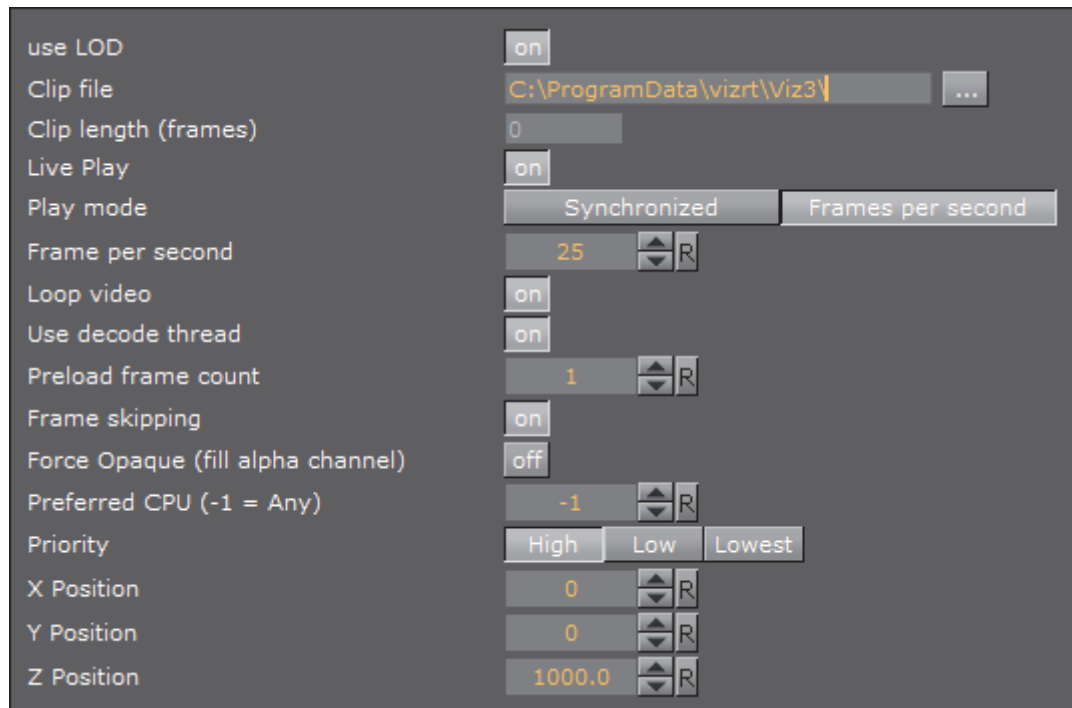 use LOD on
Clip file C:\ProgramData\vizrt\Viz3\ ...
Clip length (frames) 0
Live Play on
Play mode Synchronized Frames per second
Frame per second 25 R
Loop video on
Use decode thread on
Preload frame count 1 R
Frame skipping on
Force Opaque (fill alpha channel) off
Preferred CPU (-1 = Any) -1 R
Priority High Low Lowest
X Position 0 R
Y Position 0 R
Z Position 1000.0 R